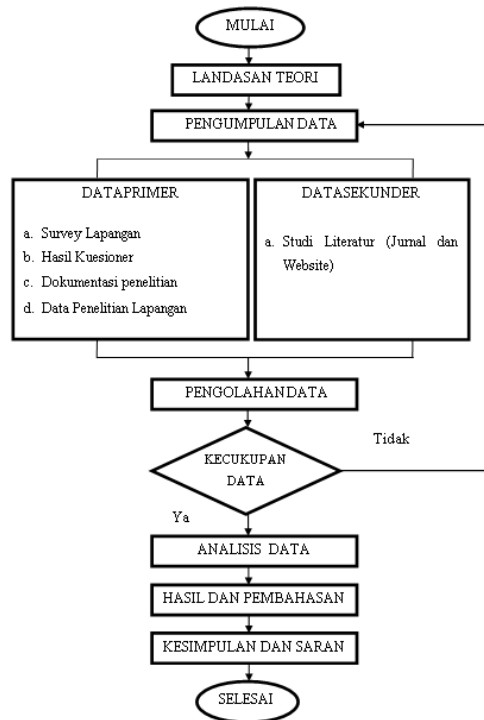 MULAI
LANDASAN TEORI
PENGUMPULAN DATA
DATAPRIMER
a. Survey Lapangan
b. Hasil Kuesioner
c. Dokumentasi penelitian
d. Data Penelitian Lapangan
DATASEKUNDER
a. Studi Literatur (Jurnal dan
Website)
PENGOLAHANDATA
KECUKUPAN
DATA
Tidak
Ya
ANALISIS DATA
HASIL DAN PEMBAHASAN
KESIMPULAN DAN SARAN
SELESAI